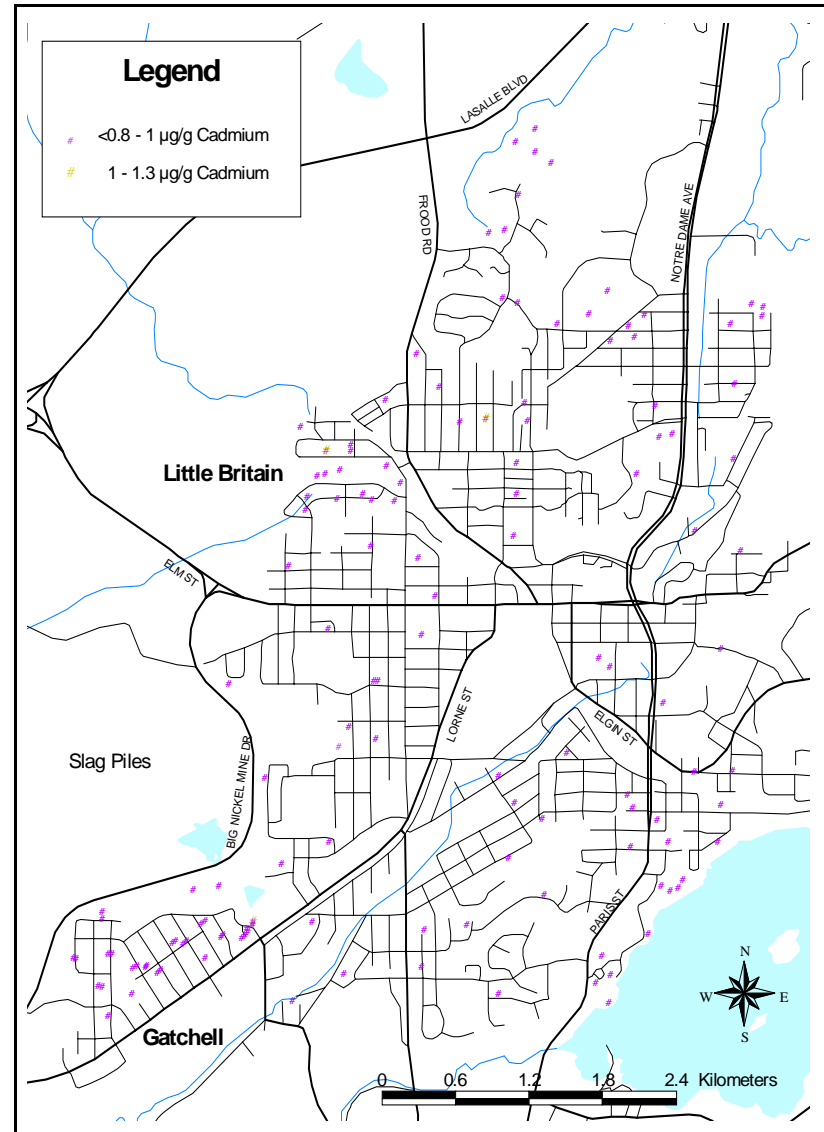 Legend
# <0.8 - 1 µg/g Cadmium
# 1 - 1.3 µg/g Cadmium
LASALLE BLVD
FROOD RD
NOTRE DAME AVE
Little Britain
ELM ST
LORNE ST
ELGIN ST
Slag Piles
BIG NICKEL MINE DR
PARIS ST
N
W E
S
Gatchell
0 0.6 1.2 1.8 2.4 Kilometers